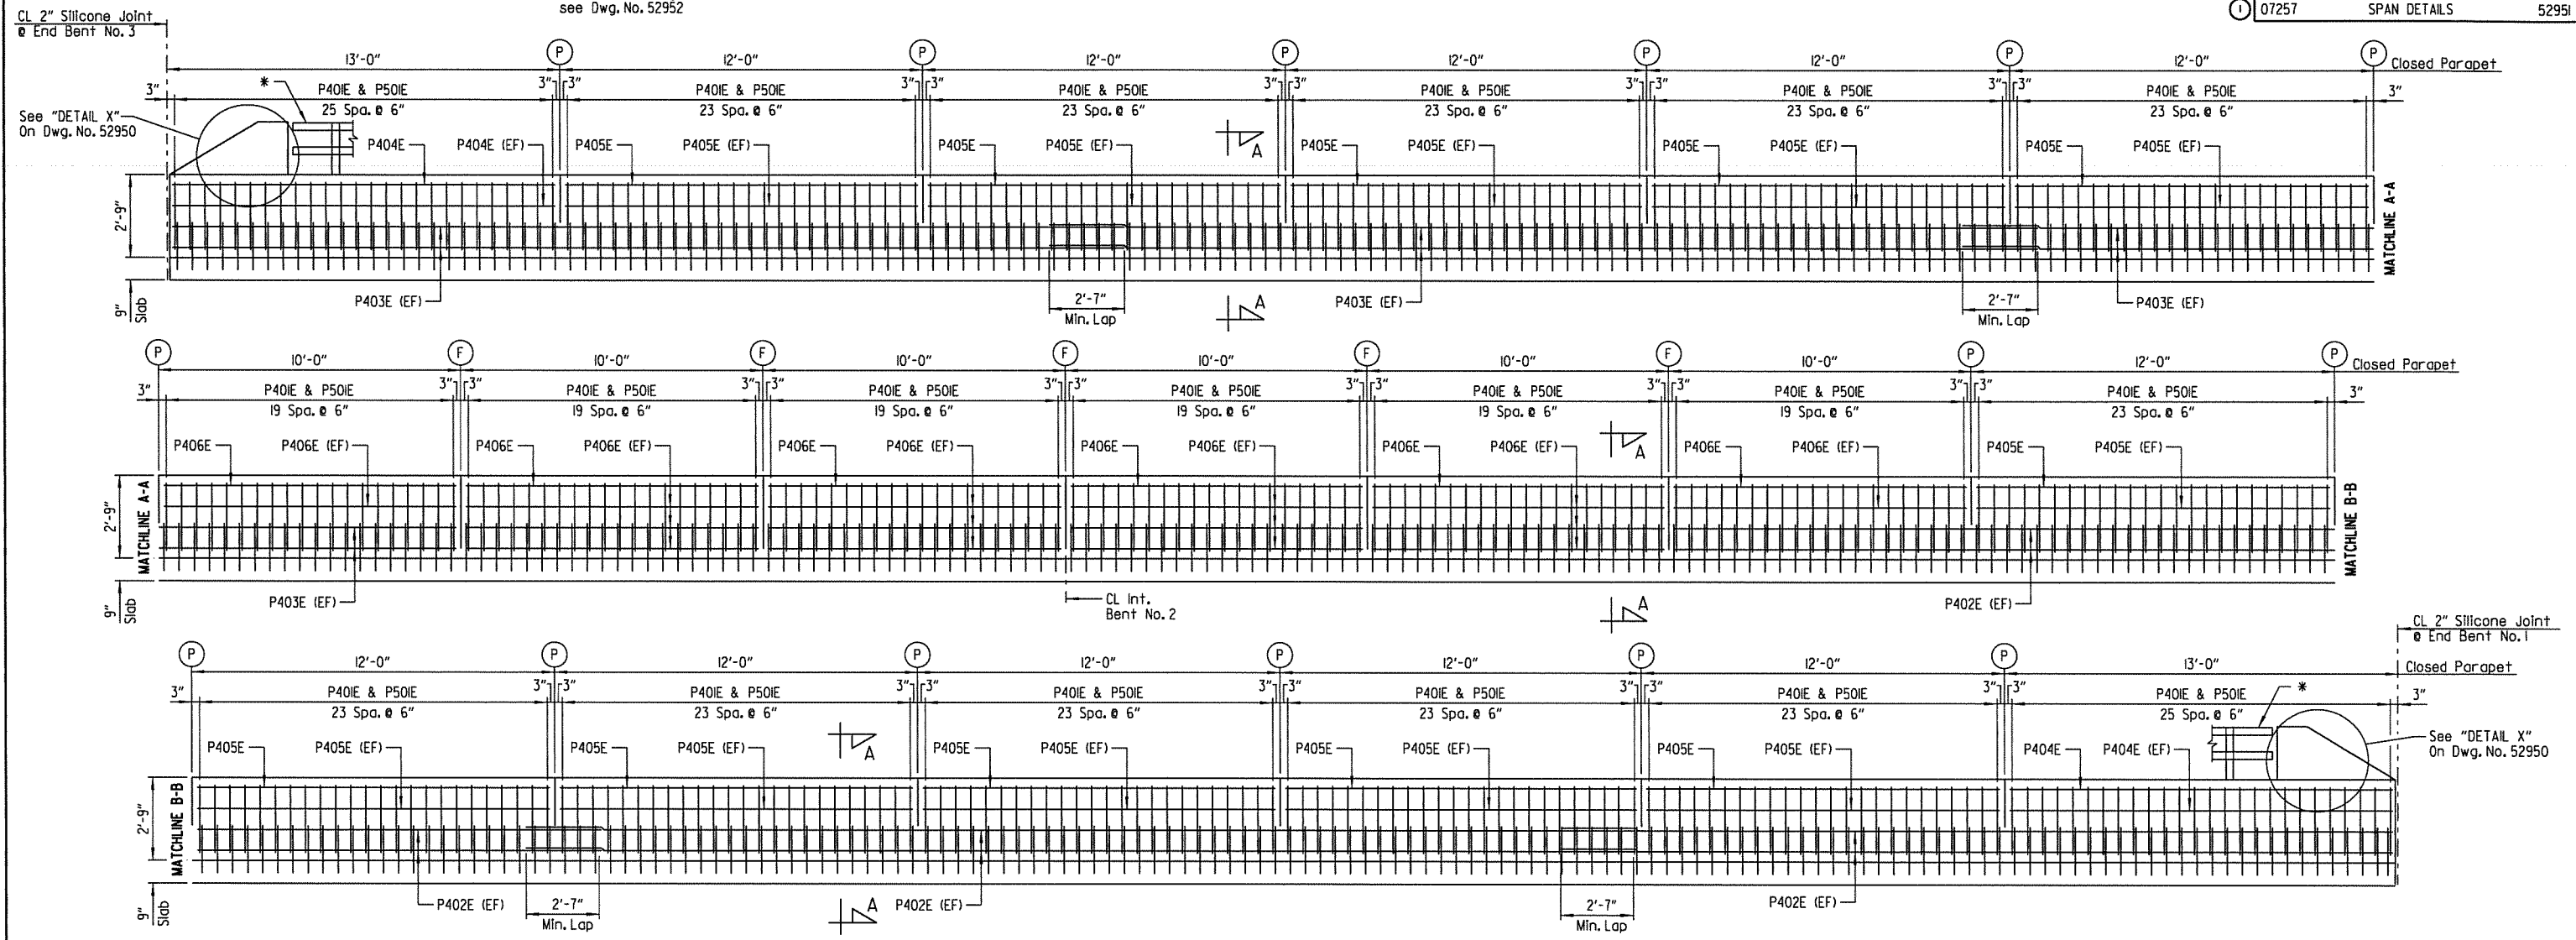 see Dwg. No. 52952
1 07257 SPAN DETAILS 52951
CL 2" Silicone Joint
@ End Bent No. 3
P P P P P P
13'-0" 12'-0" 12'-0" 12'-0" 12'-0" 12'-0" Closed Parapet
*
3" P401E & P501E 3" 3" P401E & P501E 3" 3" P401E & P501E 3" 3" P401E & P501E 3" 3" P401E & P501E 3" 3" P401E & P501E 3"
25 Spa. @ 6" 23 Spa. @ 6" 23 Spa. @ 6" 23 Spa. @ 6" 23 Spa. @ 6" 23 Spa. @ 6"
See "DETAIL X"
On Dwg. No. 52950
P404E P404E (EF) P405E P405E (EF) P405E P405E (EF) P405E P405E (EF) P405E P405E (EF) P405E P405E (EF)
A
2'-9"
MATCHLINE A-A
9" Slab
P403E (EF) 2'-7" A P403E (EF) 2'-7" P403E (EF)
Min. Lap Min. Lap
P F F F F F P P
10'-0" 10'-0" 10'-0" 10'-0" 10'-0" 10'-0" 12'-0" Closed Parapet
3" P401E & P501E 3" 3" P401E & P501E 3" 3" P401E & P501E 3" 3" P401E & P501E 3" 3" P401E & P501E 3" 3" P401E & P501E 3" 3" P401E & P501E 3"
19 Spa. @ 6" 19 Spa. @ 6" 19 Spa. @ 6" 19 Spa. @ 6" 19 Spa. @ 6" 19 Spa. @ 6" 23 Spa. @ 6"
P406E P406E (EF) P406E P406E (EF) P406E P406E (EF) P406E P406E (EF) P406E P406E (EF) P406E P406E (EF) P405E P405E (EF)
A
2'-9"
MATCHLINE A-A
MATCHLINE B-B
9" Slab
P403E (EF) CL Int. A P402E (EF)
Bent No. 2
CL 2" Silicone Joint
@ End Bent No. 1
P P P P P P
12'-0" 12'-0" 12'-0" 12'-0" 12'-0" 13'-0" Closed Parapet
3" P401E & P501E 3" 3" P401E & P501E 3" 3" P401E & P501E 3" 3" P401E & P501E 3" 3" P401E & P501E 3" 3" P401E & P501E * 3"
23 Spa. @ 6" 23 Spa. @ 6" 23 Spa. @ 6" 23 Spa. @ 6" 23 Spa. @ 6" 25 Spa. @ 6"
P405E P405E (EF) P405E P405E (EF) A P405E P405E (EF) P405E P405E (EF) P405E P405E (EF) P404E P404E (EF)
See "DETAIL X"
On Dwg. No. 52950
2'-9"
MATCHLINE B-B
9" Slab
P402E (EF) 2'-7" A P402E (EF) 2'-7" P402E (EF)
Min. Lap Min. Lap